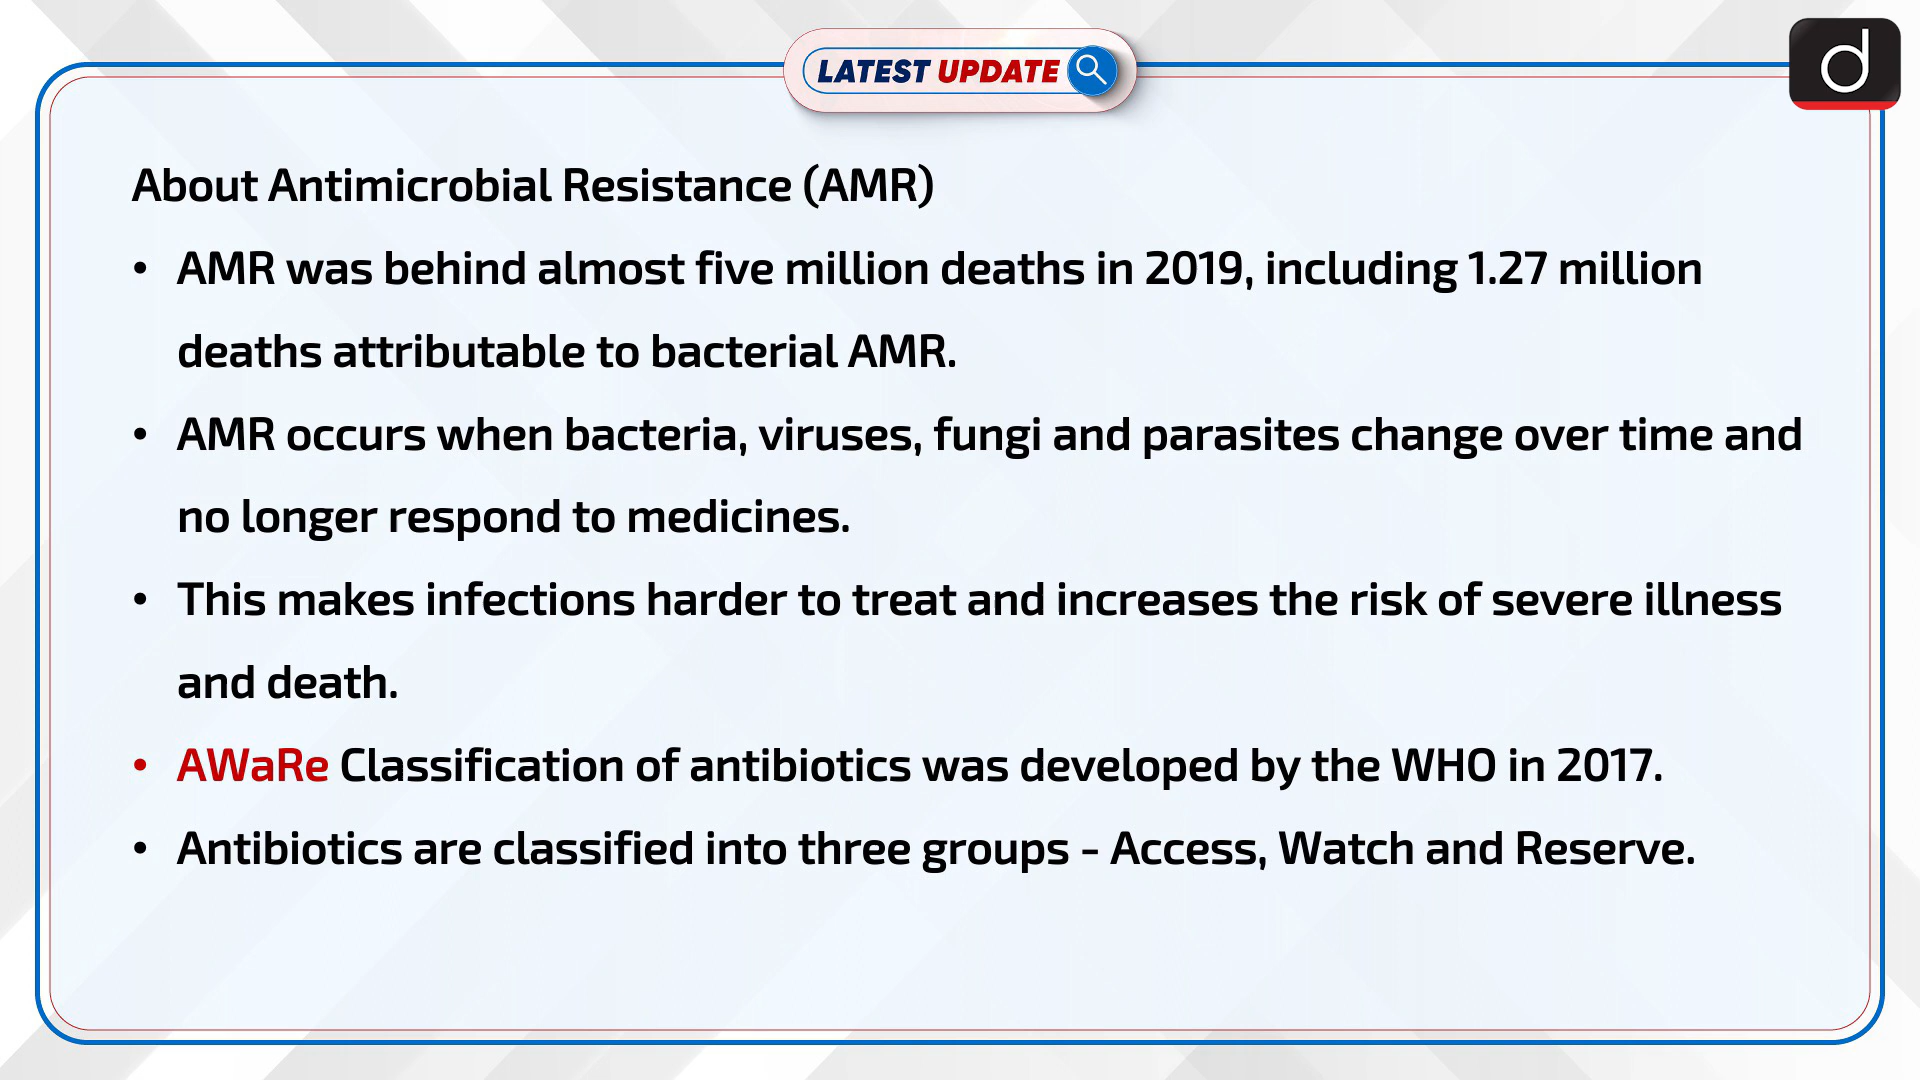 LATEST UPDATE
d
About Antimicrobial Resistance (AMR)
• AMR was behind almost five million deaths in 2019, including 1.27 million
deaths attributable to bacterial AMR.
• AMR occurs when bacteria, viruses, fungi and parasites change over time and
no longer respond to medicines.
• This makes infections harder to treat and increases the risk of severe illness
and death.
• AWaRe Classification of antibiotics was developed by the WHO in 2017.
• Antibiotics are classified into three groups - Access, Watch and Reserve.